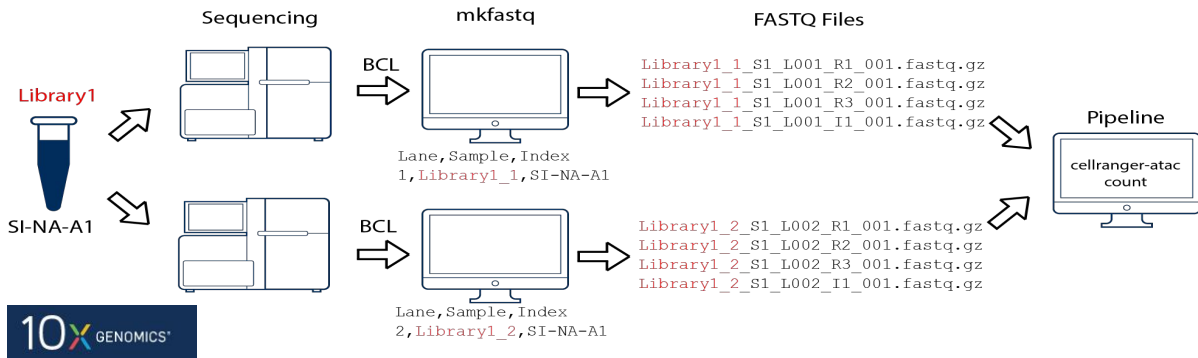 Sequencing
mkfastq
FASTQ Files
Library1
SI-NA-A1
BCL
Lane,Sample,Index
1,Library1_1,SI-NA-A1
Library1_1_S1_L001_R1_001.fastq.gz
Library1_1_S1_L001_R2_001.fastq.gz
Library1_1_S1_L001_R3_001.fastq.gz
Library1_1_S1_L001_I1_001.fastq.gz
BCL
Lane,Sample,Index
2,Library1_2,SI-NA-A1
Library1_2_S1_L002_R1_001.fastq.gz
Library1_2_S1_L002_R2_001.fastq.gz
Library1_2_S1_L002_R3_001.fastq.gz
Library1_2_S1_L002_I1_001.fastq.gz
Pipeline
cellranger-atac
count
10X GENOMICS®